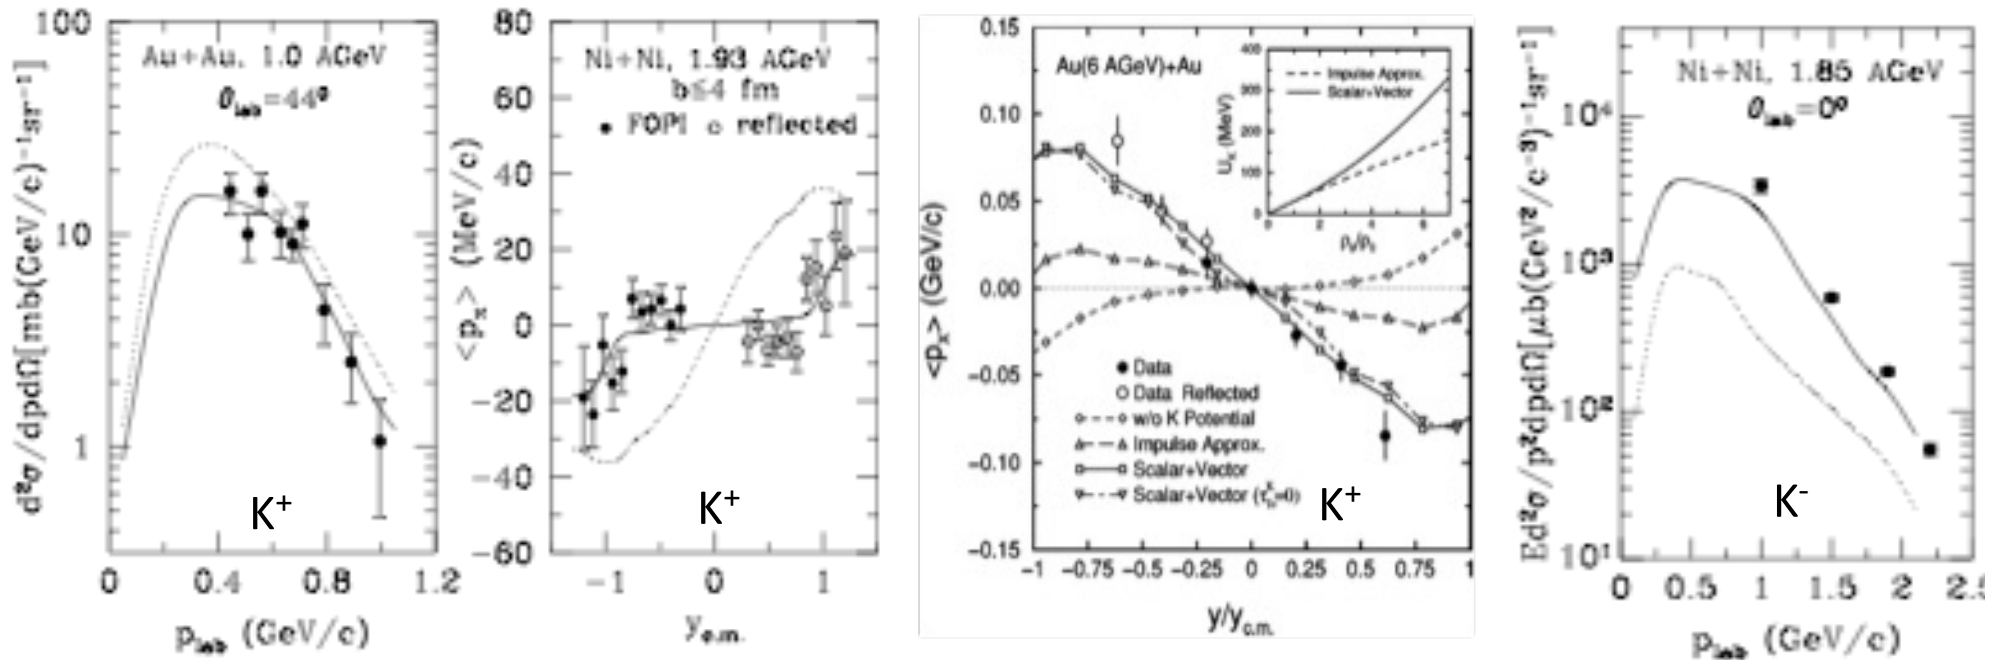 100
10
1
0
0.4
0.8
1.2
d²σ/dpdΩ[mb(GeV/c)⁻¹sr⁻¹]
Au+Au, 1.0 AGeV
θlab=44⁰
K⁺
plab (GeV/c)
80
60
40
20
0
−20
−40
−60
−1
0
1
<pₓ> (MeV/c)
Ni+Ni, 1.93 AGeV
b≤4 fm
FOPI reflected
K⁺
yc.m.
0.15
0.10
0.05
0.00
−0.05
−0.10
−0.15
−1 −0.75 −0.5 −0.25 0 0.25 0.5 0.75 1
<pₓ> (GeV/c)
Au(6 AGeV)+Au
400
300
200
100
0
0 2 4 6
Impulse Approx.
Scalar+Vector
(MeV)
Data
Data Reflected
w/o K Potential
Impulse Approx.
Scalar+Vector
Scalar+Vector
K⁺
y/yc.m.
10⁴
10³
10²
10¹
0 0.5 1 1.5 2
Ed²σ/p²dpdΩ[μb(GeV²/c⁻³)⁻¹sr⁻¹]
Ni+Ni, 1.85 AGeV
θlab=0⁰
K⁻
plab (GeV/c)